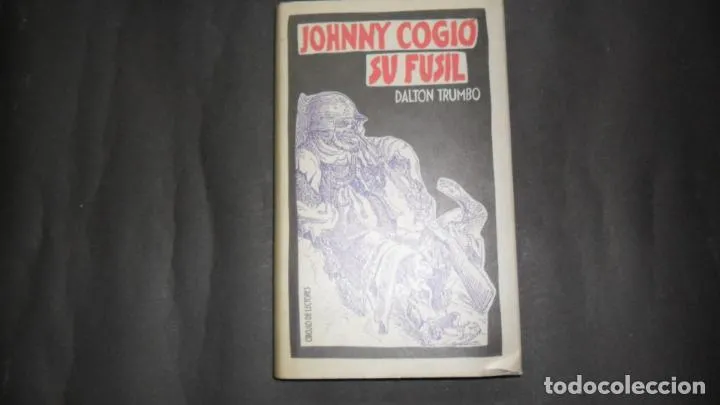 JOHNNY COGIÓ
SU FUSIL
DALTON TRUMBO
CÍRCULO DE LECTORES
todocoleccion